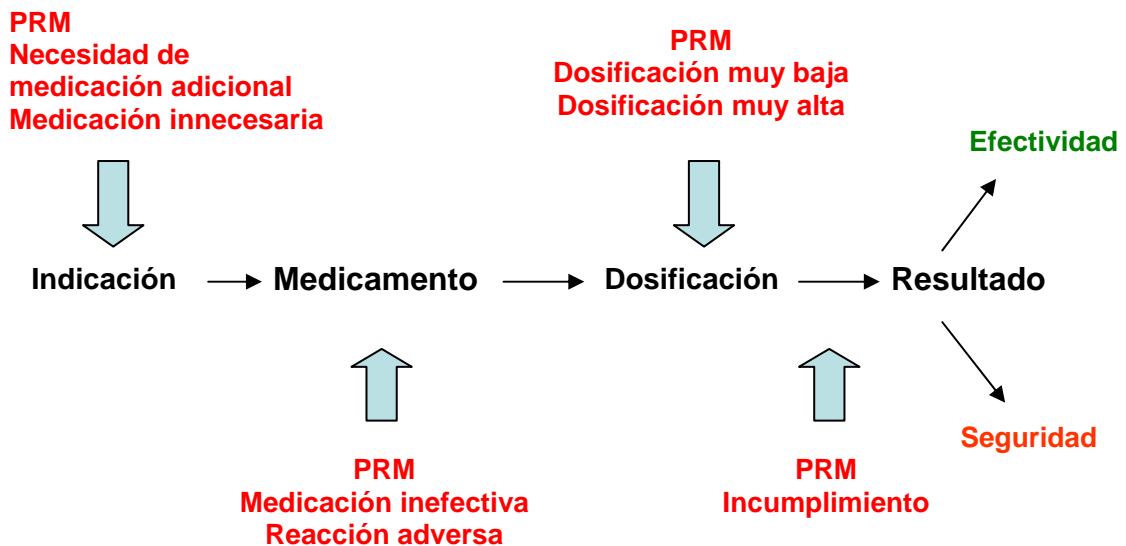 PRM
Necesidad de
medicación adicional
Medicación innecesaria
PRM
Dosificación muy baja
Dosificación muy alta
Efectividad
Indicación
Medicamento
Dosificación
Resultado
Seguridad
PRM
Medicación inefectiva
Reacción adversa
PRM
Incumplimiento